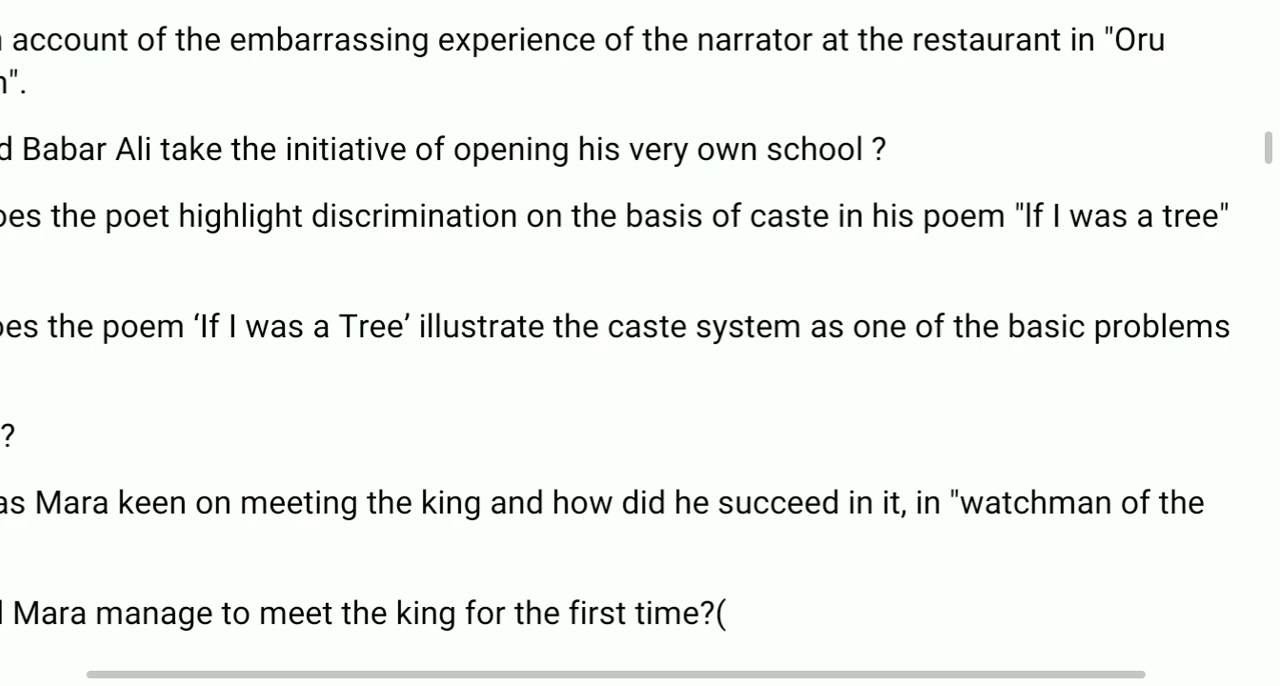 account of the embarrassing experience of the narrator at the restaurant in "Oru
n".
d Babar Ali take the initiative of opening his very own school ?
oes the poet highlight discrimination on the basis of caste in his poem "If I was a tree"
oes the poem ‘If I was a Tree’ illustrate the caste system as one of the basic problems
?
as Mara keen on meeting the king and how did he succeed in it, in "watchman of the
Mara manage to meet the king for the first time?(